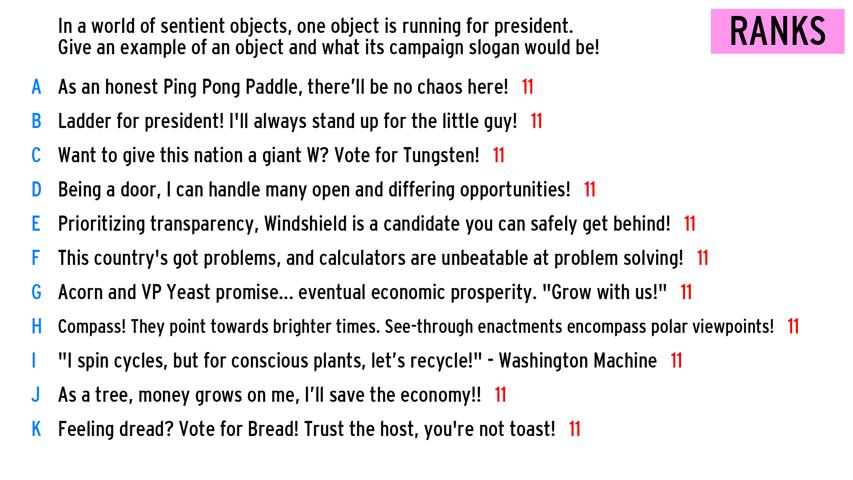 In a world of sentient objects, one object is running for president.
Give an example of an object and what its campaign slogan would be!
RANKS
A As an honest Ping Pong Paddle, there’ll be no chaos here! 11
B Ladder for president! I'll always stand up for the little guy! 11
C Want to give this nation a giant W? Vote for Tungsten! 11
D Being a door, I can handle many open and differing opportunities! 11
E Prioritizing transparency, Windshield is a candidate you can safely get behind! 11
F This country's got problems, and calculators are unbeatable at problem solving! 11
G Acorn and VP Yeast promise... eventual economic prosperity. "Grow with us!" 11
H Compass! They point towards brighter times. See-through enactments encompass polar viewpoints! 11
I "I spin cycles, but for conscious plants, let’s recycle!" - Washington Machine 11
J As a tree, money grows on me, I’ll save the economy!! 11
K Feeling dread? Vote for Bread! Trust the host, you're not toast! 11